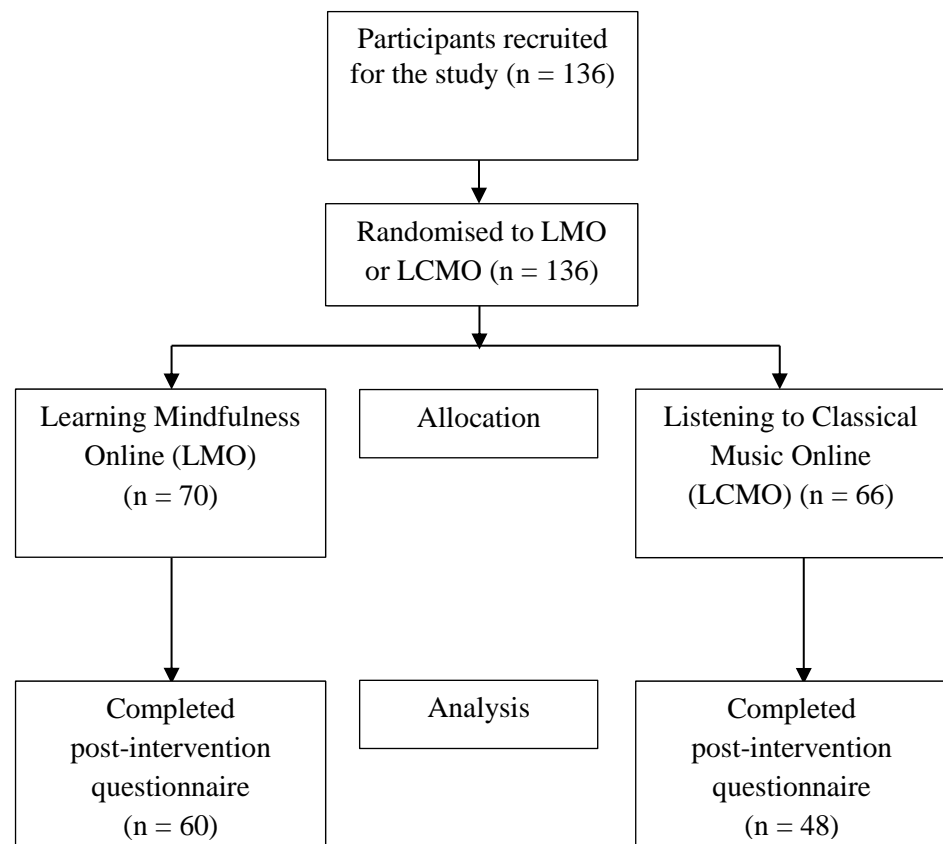 Participants recruited
for the study (n = 136)
Randomised to LMO
or LCMO (n = 136)
Learning Mindfulness
Online (LMO)
(n = 70)
Allocation
Listening to Classical
Music Online
(LCMO) (n = 66)
Completed
post-intervention
questionnaire
(n = 60)
Analysis
Completed
post-intervention
questionnaire
(n = 48)